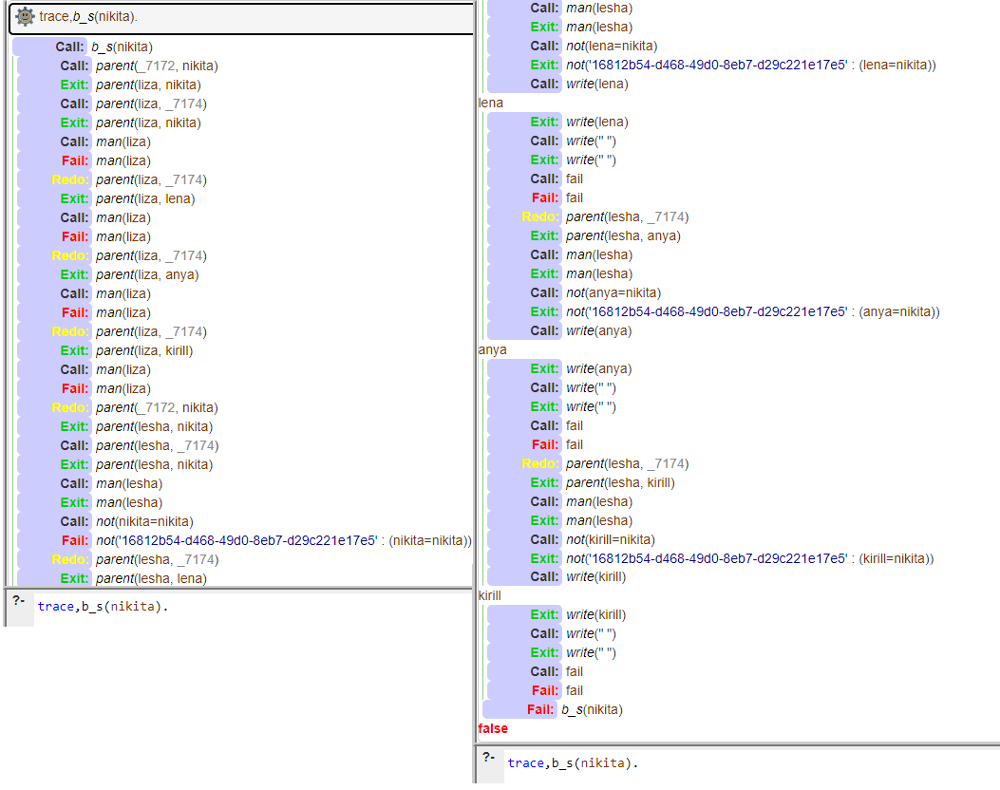 trace,b_s(nikita).
Call: b_s(nikita)
Call: parent(_7172, nikita)
Exit: parent(liza, nikita)
Call: parent(liza, _7174)
Exit: parent(liza, nikita)
Call: man(liza)
Fail: man(liza)
Redo: parent(liza, _7174)
Exit: parent(liza, lena)
Call: man(liza)
Fail: man(liza)
Redo: parent(liza, _7174)
Exit: parent(liza, anya)
Call: man(liza)
Fail: man(liza)
Redo: parent(liza, _7174)
Exit: parent(liza, kirill)
Call: man(liza)
Fail: man(liza)
Redo: parent(_7172, nikita)
Exit: parent(lesha, nikita)
Call: parent(lesha, _7174)
Exit: parent(lesha, nikita)
Call: man(lesha)
Exit: man(lesha)
Call: not(nikita=nikita)
Fail: not('16812b54-d468-49d0-8eb7-d29c221e17e5' : (nikita=nikita))
Redo: parent(lesha, _7174)
Exit: parent(lesha, lena)
?- trace,b_s(nikita).
Call: man(lesha)
Exit: man(lesha)
Call: not(lena=nikita)
Exit: not('16812b54-d468-49d0-8eb7-d29c221e17e5' : (lena=nikita))
Call: write(lena)
lena
Exit: write(lena)
Call: write(" ")
Exit: write(" ")
Call: fail
Fail: fail
Redo: parent(lesha, _7174)
Exit: parent(lesha, anya)
Call: man(lesha)
Exit: man(lesha)
Call: not(anya=nikita)
Exit: not('16812b54-d468-49d0-8eb7-d29c221e17e5' : (anya=nikita))
Call: write(anya)
anya
Exit: write(anya)
Call: write(" ")
Exit: write(" ")
Call: fail
Fail: fail
Redo: parent(lesha, _7174)
Exit: parent(lesha, kirill)
Call: man(lesha)
Exit: man(lesha)
Call: not(kirill=nikita)
Exit: not('16812b54-d468-49d0-8eb7-d29c221e17e5' : (kirill=nikita))
Call: write(kirill)
kirill
Exit: write(kirill)
Call: write(" ")
Exit: write(" ")
Call: fail
Fail: fail
Fail: b_s(nikita)
false
?- trace,b_s(nikita).